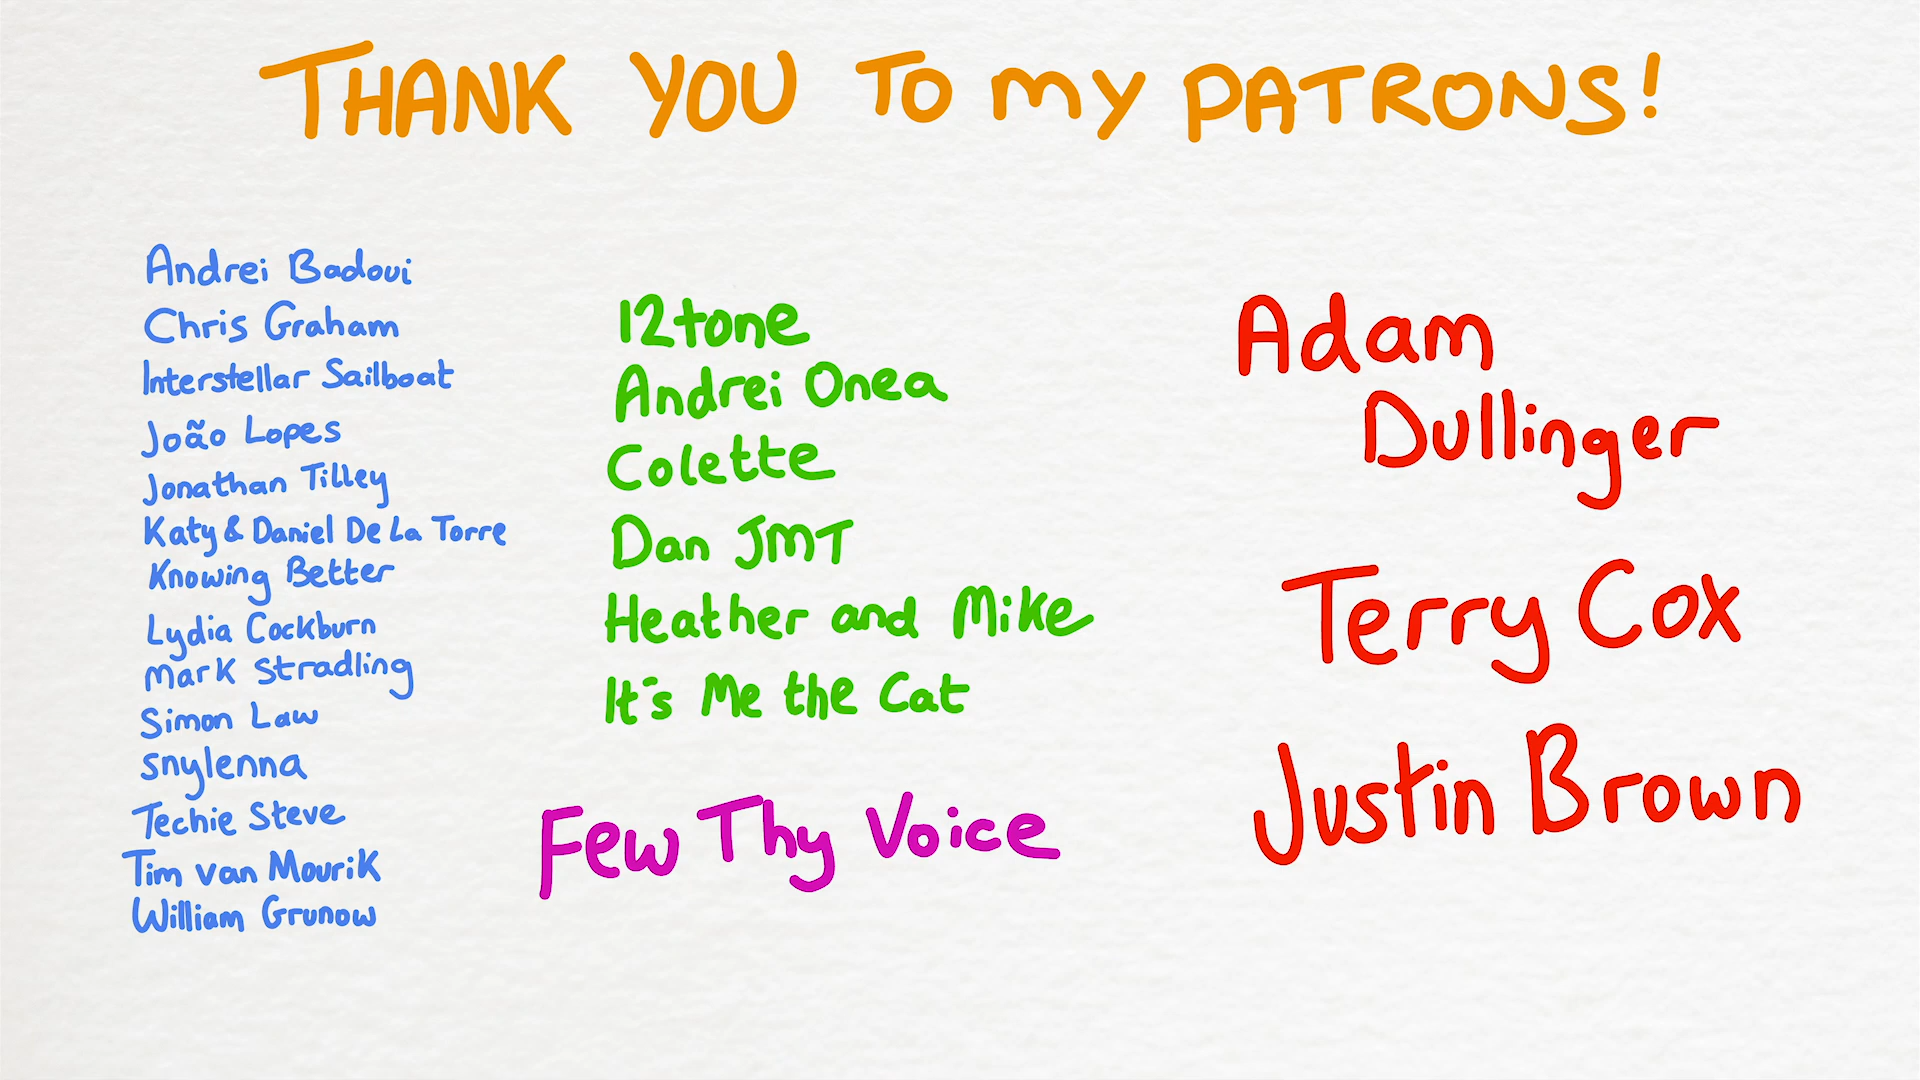 THANK YOU TO MY PATRONS!
Andrei Badoui
Chris Graham
Interstellar Sailboat
João Lopes
Jonathan Tilley
Katy & Daniel De La Torre
Knowing Better
Lydia Cockburn
Mark Stradling
Simon Law
Snylenna
Techie Steve
Tim van Mourik
William Grunow
12tone
Andrei Onea
Colette
Dan JMT
Heather and Mike
It's Me the Cat
Few Thy Voice
Adam
Dullinger
Terry Cox
Justin Brown